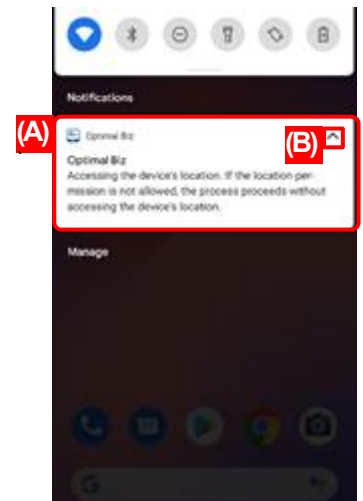 Notifications
(A)
Optimal Biz
(B)
Optimal Biz
Accessing the device's location. If the location per-
mission is not allowed, the process proceeds without
accessing the device's location.
Manage
G